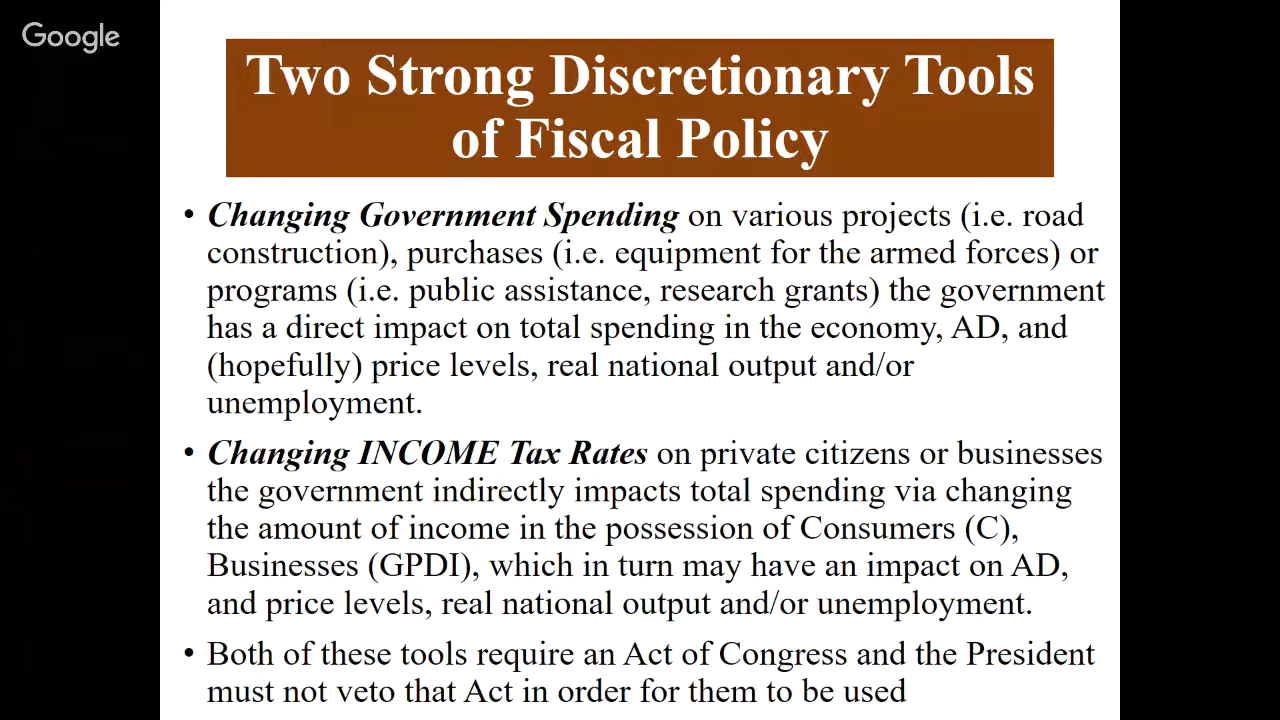 Google
Two Strong Discretionary Tools
of Fiscal Policy
• Changing Government Spending on various projects (i.e. road
construction), purchases (i.e. equipment for the armed forces) or
programs (i.e. public assistance, research grants) the government
has a direct impact on total spending in the economy, AD, and
(hopefully) price levels, real national output and/or
unemployment.
• Changing INCOME Tax Rates on private citizens or businesses
the government indirectly impacts total spending via changing
the amount of income in the possession of Consumers (C),
Businesses (GPDI), which in turn may have an impact on AD,
and price levels, real national output and/or unemployment.
• Both of these tools require an Act of Congress and the President
must not veto that Act in order for them to be used